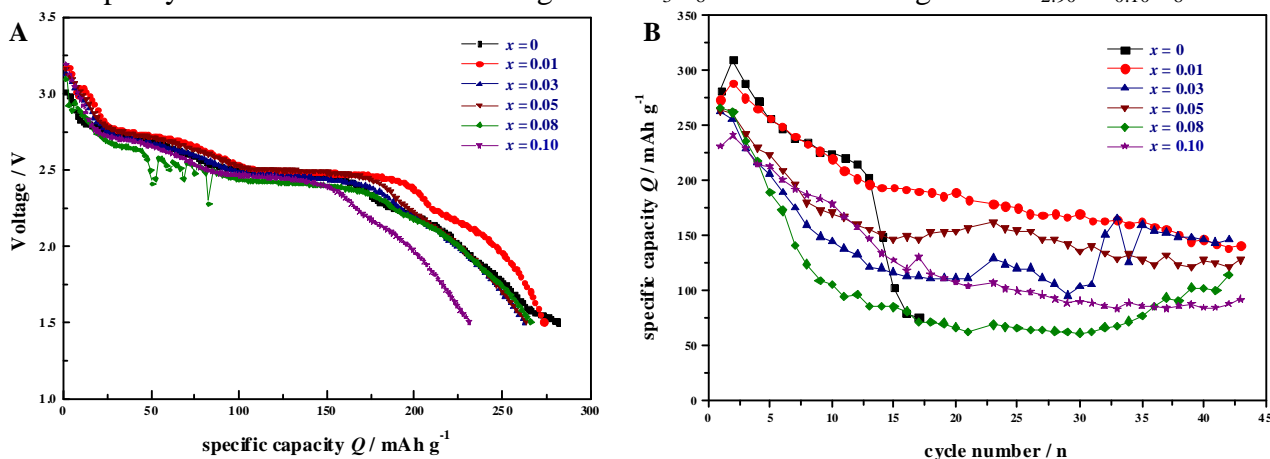 A
Voltage / V
3.5
3.0
2.5
2.0
1.5
1.0
0
50
100
150
200
250
300
specific capacity Q / mAh g-1
x = 0
x = 0.01
x = 0.03
x = 0.05
x = 0.08
x = 0.10
B
specific capacity Q / mAh g-1
350
300
250
200
150
100
50
0
0
5
10
15
20
25
30
35
40
45
cycle number / n
x = 0
x = 0.01
x = 0.03
x = 0.05
x = 0.08
x = 0.10